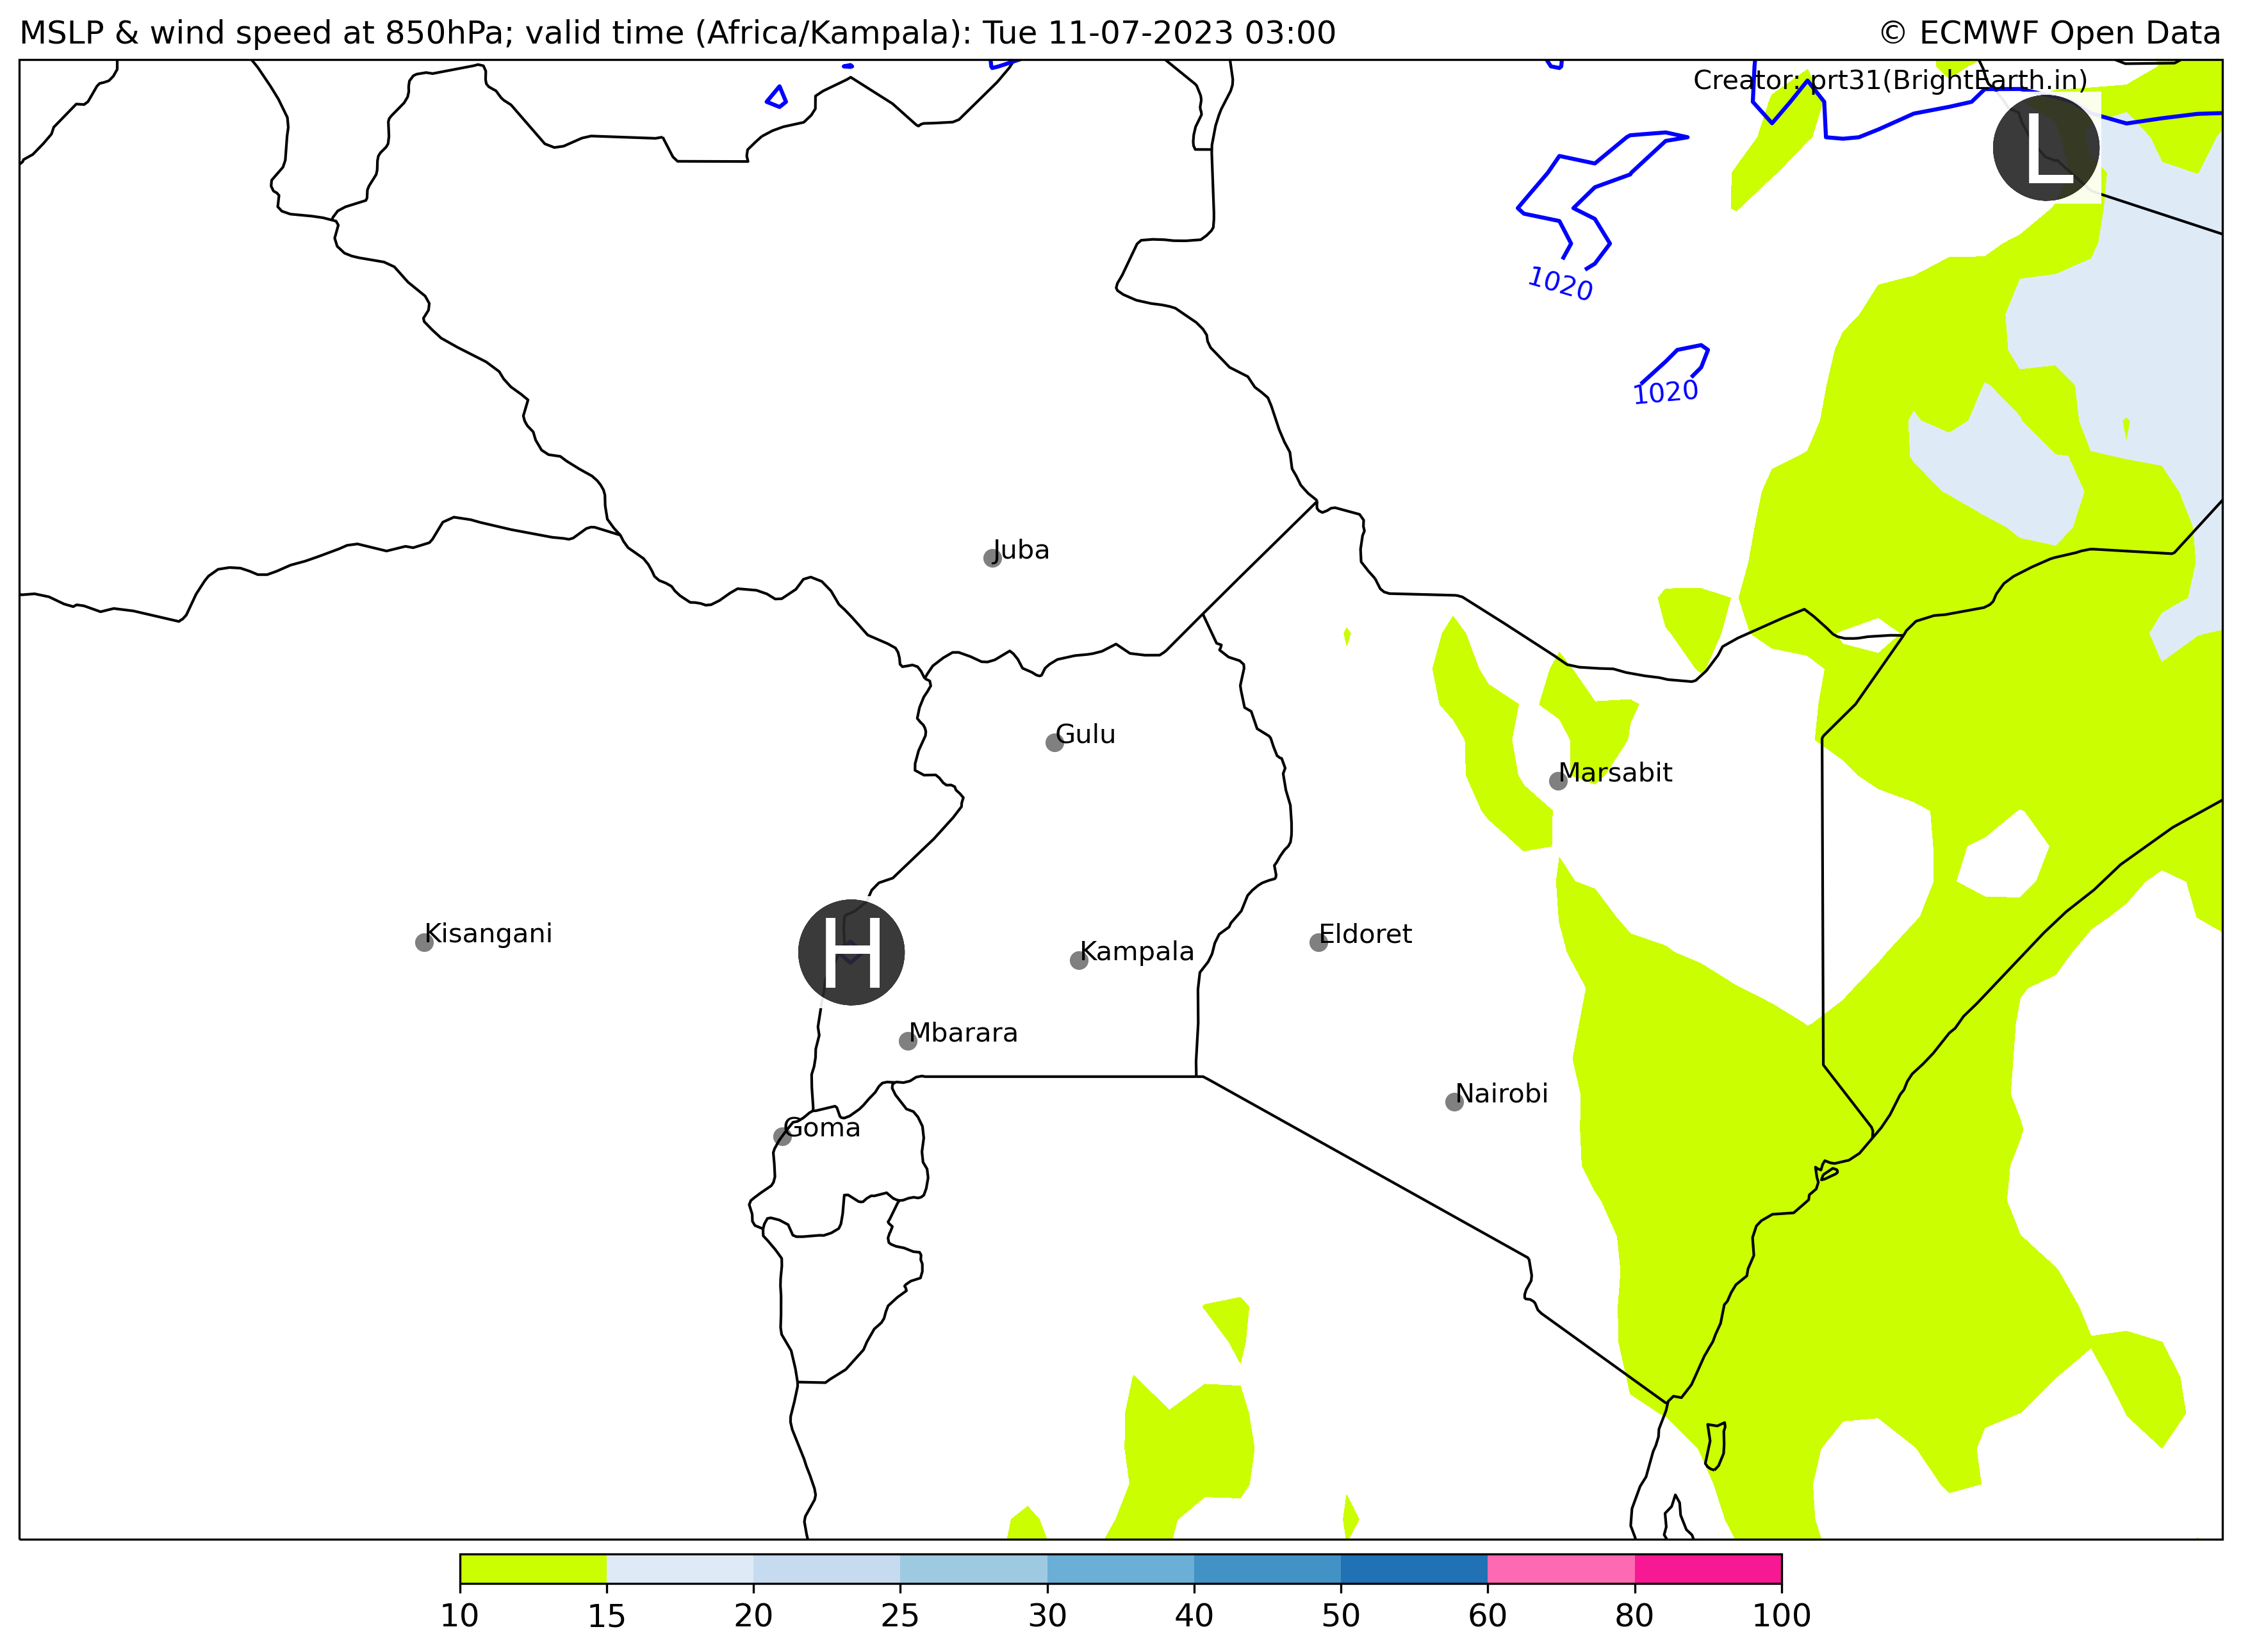 MSLP & wind speed at 850hPa; valid time (Africa/Kampala): Tue 11-07-2023 03:00
© ECMWF Open Data
Creator: prt31(BrightEarth.in)
L
1020
1020
Juba
Gulu
Marsabit
Kisangani
H
Kampala
Eldoret
Mbarara
Nairobi
Goma
10 15 20 25 30 40 50 60 80 100